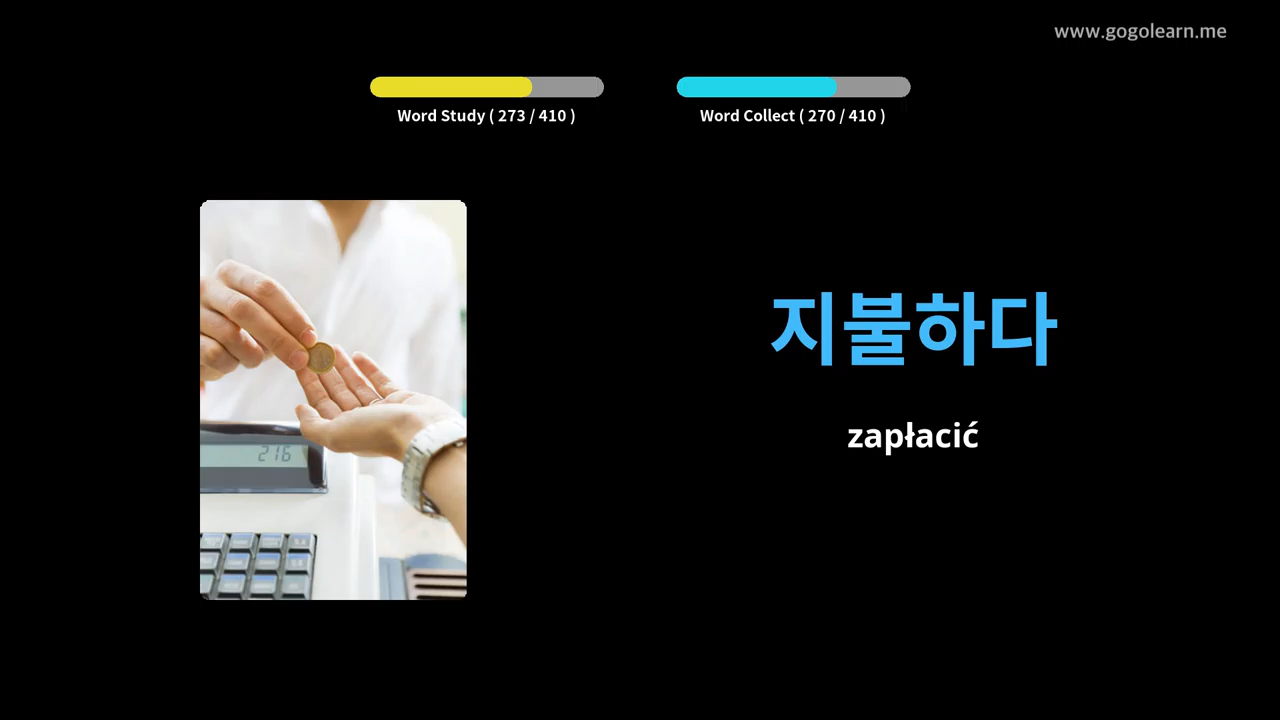 www.gogolearn.me
Word Study ( 273 / 410 )
Word Collect ( 270 / 410 )
지불하다
zapłacić
216